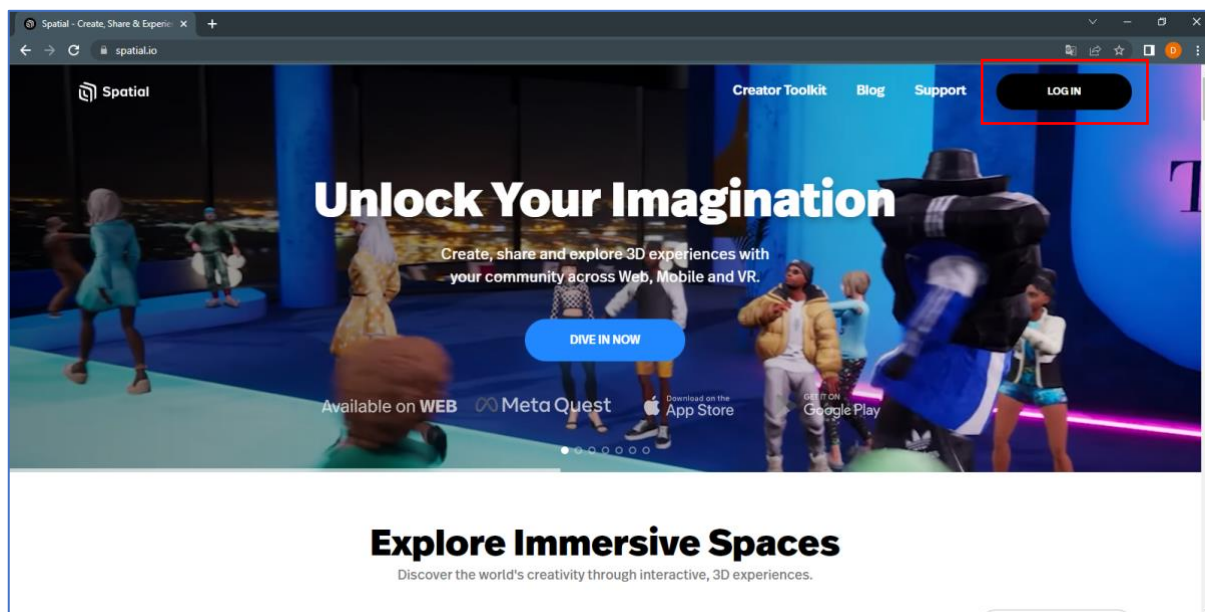 Spatial - Create, Share & Experie
spatial.io
D
Spatial
Creator Toolkit
Blog
Support
LOG IN
Unlock Your Imagination
Create, share and explore 3D experiences with
your community across Web, Mobile and VR.
DIVE IN NOW
Available on WEB
Meta Quest
Download on the
App Store
GET IT ON
Google Play
Explore Immersive Spaces
Discover the world's creativity through interactive, 3D experiences.